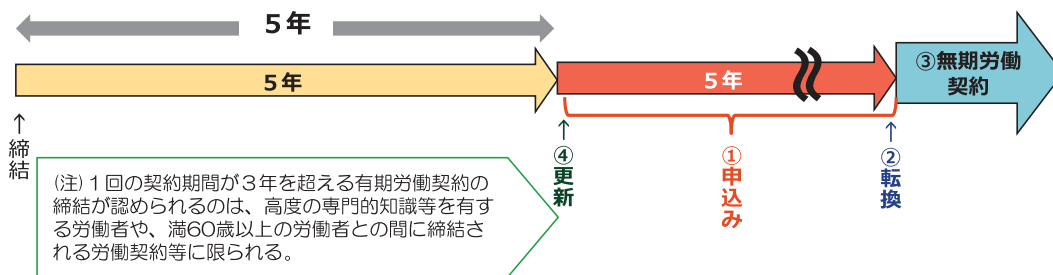 5年
5年
5年
③無期労働
契約
↑
締結
↑
④更新
①申込み
↑
②転換
(注)1回の契約期間が3年を超える有期労働契約の
締結が認められるのは、高度の専門的知識等を有す
る労働者や、満60歳以上の労働者との間に締結さ
れる労働契約等に限られる。